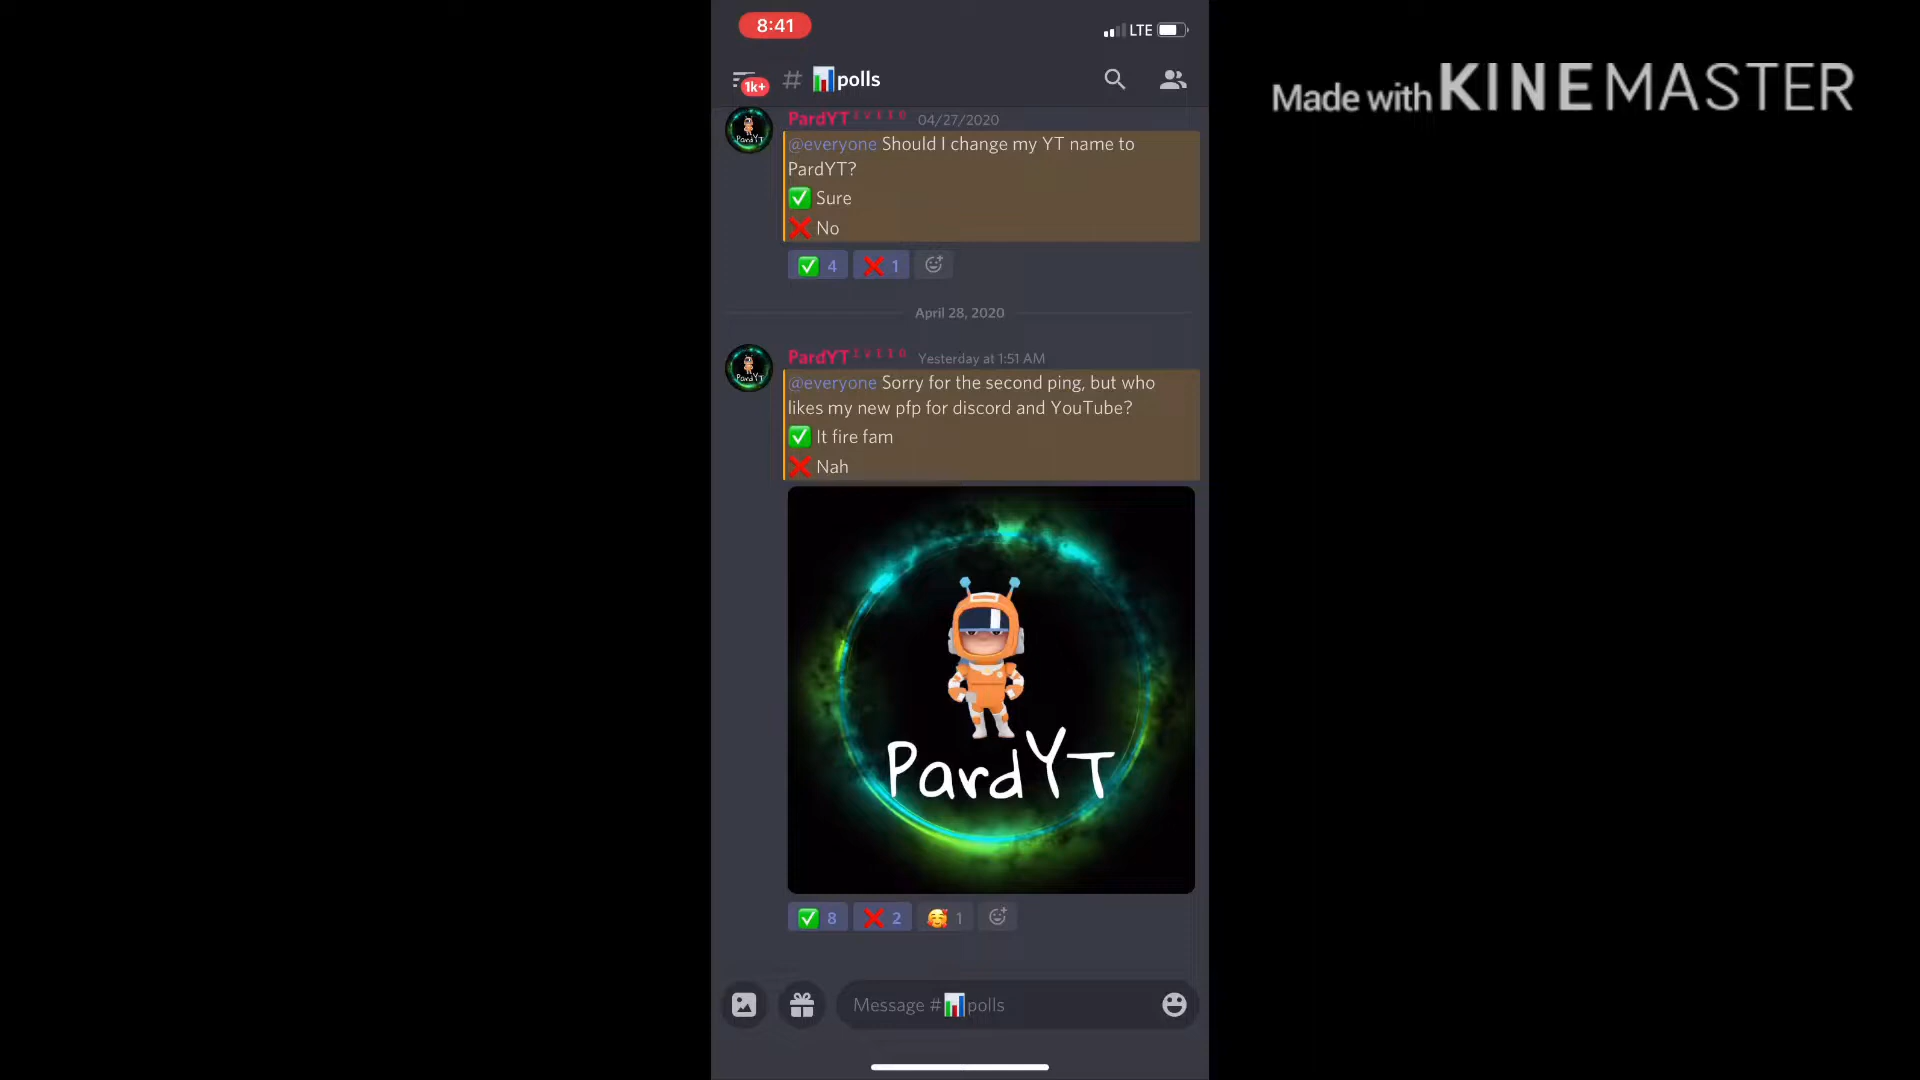 8:41
LTE
1k+
# 📊polls
Made with KINEMASTER
PardYT
04/27/2020
@everyone Should I change my YT name to
PardYT?
✅ Sure
❌ No
✅ 4 ❌ 1
April 28, 2020
PardYT
Yesterday at 1:51 AM
@everyone Sorry for the second ping, but who
likes my new pfp for discord and YouTube?
✅ It fire fam
❌ Nah
PardYT
✅ 8 ❌ 2 🥰 1
Message #📊polls